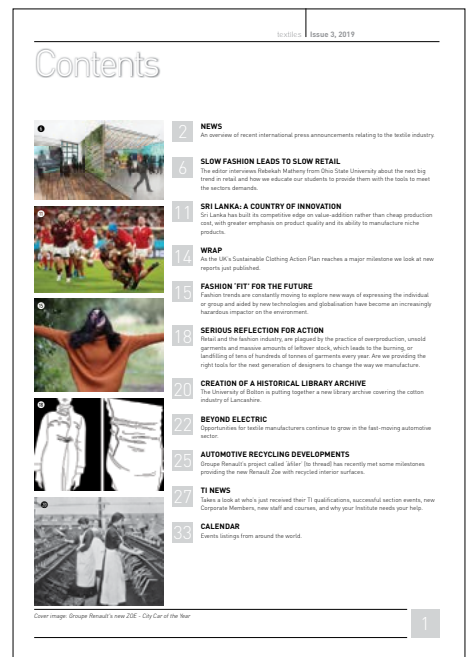 textiles Issue 3, 2019
Contents
2
NEWS
An overview of recent international press announcements relating to the textile industry.
6
SLOW FASHION LEADS TO SLOW RETAIL
The editor interviews Rebekah Matheny from Ohio State University about the next big
trend in retail and how we educate our students to provide them with the tools to meet
the sectors demands.
11
SRI LANKA: A COUNTRY OF INNOVATION
Sri Lanka has built its competitive edge on value-addition rather than cheap production
cost, with greater emphasis on product quality and its ability to manufacture niche
products.
14
WRAP
As the UK's Sustainable Clothing Action Plan reaches a major milestone we look at new
reports just published.
15
FASHION 'FIT' FOR THE FUTURE
Fashion trends are constantly moving to explore new ways of expressing the individual
or group and aided by new technologies and globalisation have become an increasingly
hazardous impactor on the environment.
18
SERIOUS REFLECTION FOR ACTION
Retail and the fashion industry, are plagued by the practice of overproduction, unsold
garments and massive amounts of leftover stock, which leads to the burning, or
landfilling of tens of hundreds of tonnes of garments every year. Are we providing the
right tools for the next generation of designers to change the way we manufacture.
20
CREATION OF A HISTORICAL LIBRARY ARCHIVE
The University of Bolton is putting together a new library archive covering the cotton
industry of Lancashire.
22
BEYOND ELECTRIC
Opportunities for textile manufacturers continue to grow in the fast-moving automotive
sector.
25
AUTOMOTIVE RECYCLING DEVELOPMENTS
Groupe Renault's project called 'afiler' (to thread) has recently met some milestones
providing the new Renault Zoe with recycled interior surfaces.
27
TI NEWS
Takes a look at who's just received their TI qualifications, successful section events, new
Corporate Members, new staff and courses, and why your Institute needs your help.
33
CALENDAR
Events listings from around the world.
Cover image: Groupe Renault's new ZOE - City Car of the Year
1